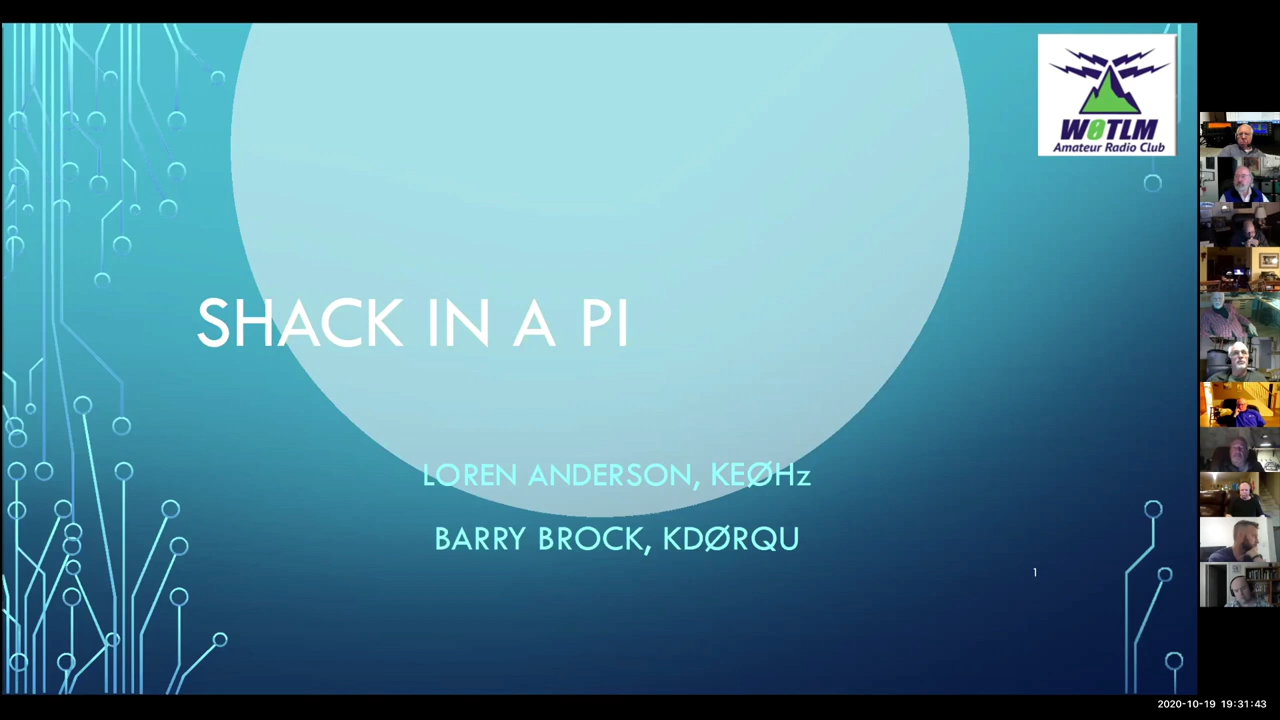 WØTLM
Amateur Radio Club
SHACK IN A PI
LOREN ANDERSON, KEØHz
BARRY BROCK, KDØRQU
1
2020-10-19 19:31:43